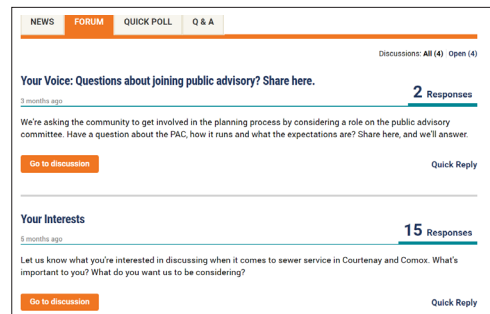 NEWS FORUM QUICK POLL Q & A
Discussions: All (4) Open (4)
Your Voice: Questions about joining public advisory? Share here.
2 Responses
3 months ago
We're asking the community to get involved in the planning process by considering a role on the public advisory
committee. Have a question about the PAC, how it runs and what the expectations are? Share here, and we'll answer.
Go to discussion Quick Reply
Your Interests
15 Responses
5 months ago
Let us know what you're interested in discussing when it comes to sewer service in Courtenay and Comox. What's
important to you? What do you want us to be considering?
Go to discussion Quick Reply